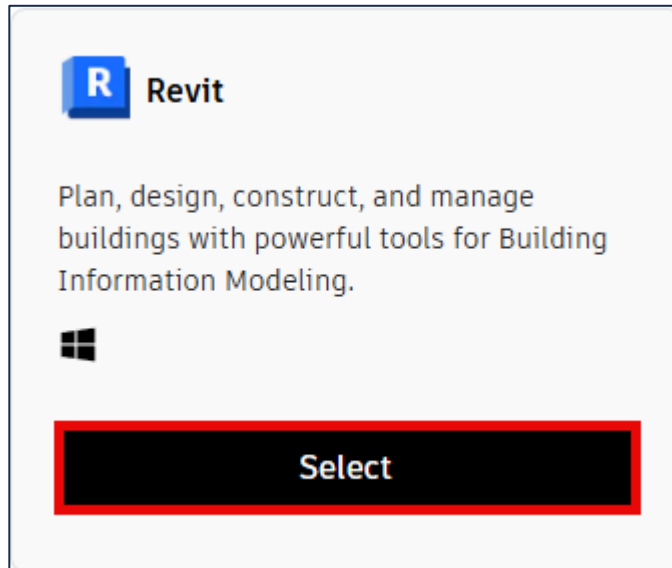 R Revit
Plan, design, construct, and manage
buildings with powerful tools for Building
Information Modeling.
Select